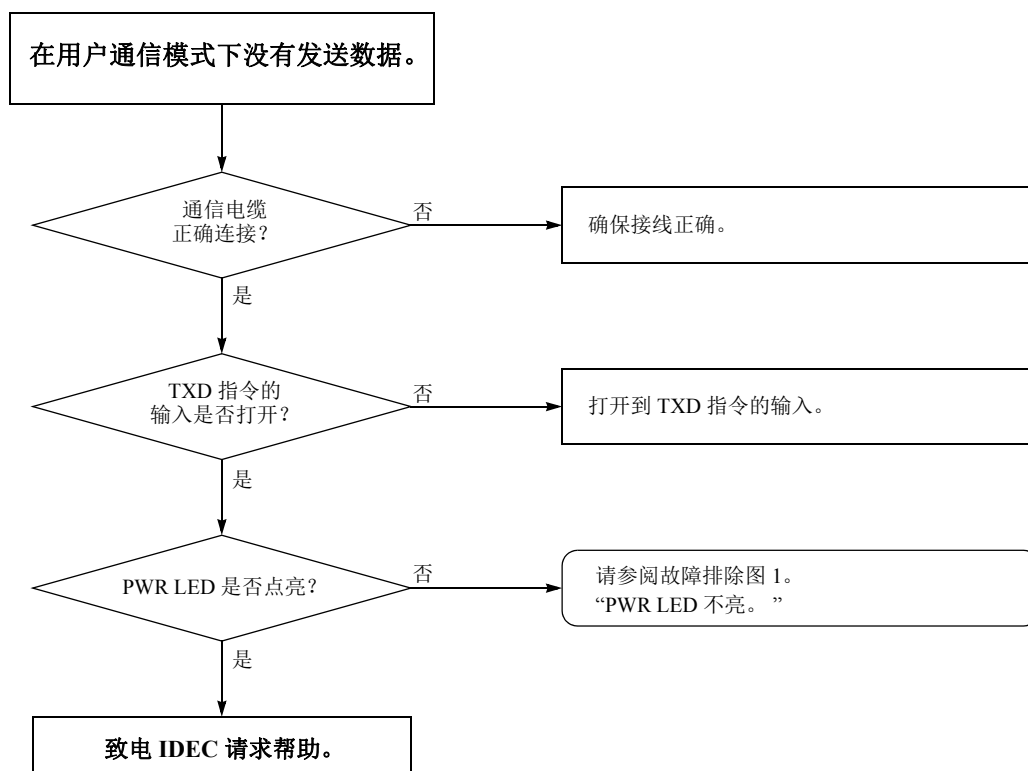 在用户通信模式下没有发送数据。
通信电缆
正确连接?
否
确保接线正确。
是
TXD 指令的
输入是否打开?
否
打开到 TXD 指令的输入。
是
PWR LED 是否点亮?
否
请参阅故障排除图 1。
“PWR LED 不亮。 ”
是
致电 IDEC 请求帮助。